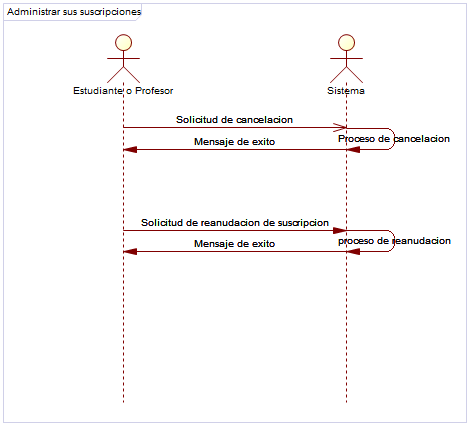 Administrar sus suscripciones
Estudiante o Profesor
Sistema
Solicitud de cancelacion
Proceso de cancelacion
Mensaje de exito
Solicitud de reanudacion de suscripcion
proceso de reanudacion
Mensaje de exito